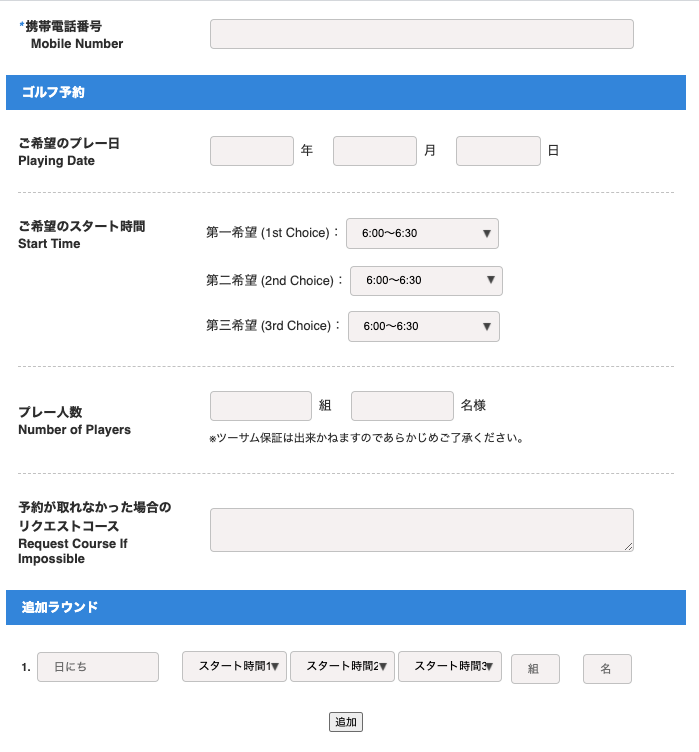 *携帯電話番号
Mobile Number
ゴルフ予約
ご希望のプレー日
Playing Date
年 月 日
ご希望のスタート時間
Start Time
第一希望 (1st Choice)： 6:00〜6:30
第二希望 (2nd Choice)： 6:00〜6:30
第三希望 (3rd Choice)： 6:00〜6:30
プレー人数
Number of Players
組 名様
※ツーサム保証は出来かねますのであらかじめご了承ください。
予約が取れなかった場合の
リクエストコース
Request Course If
Impossible
追加ラウンド
1. 日にち スタート時間1 スタート時間2 スタート時間3 組 名
追加